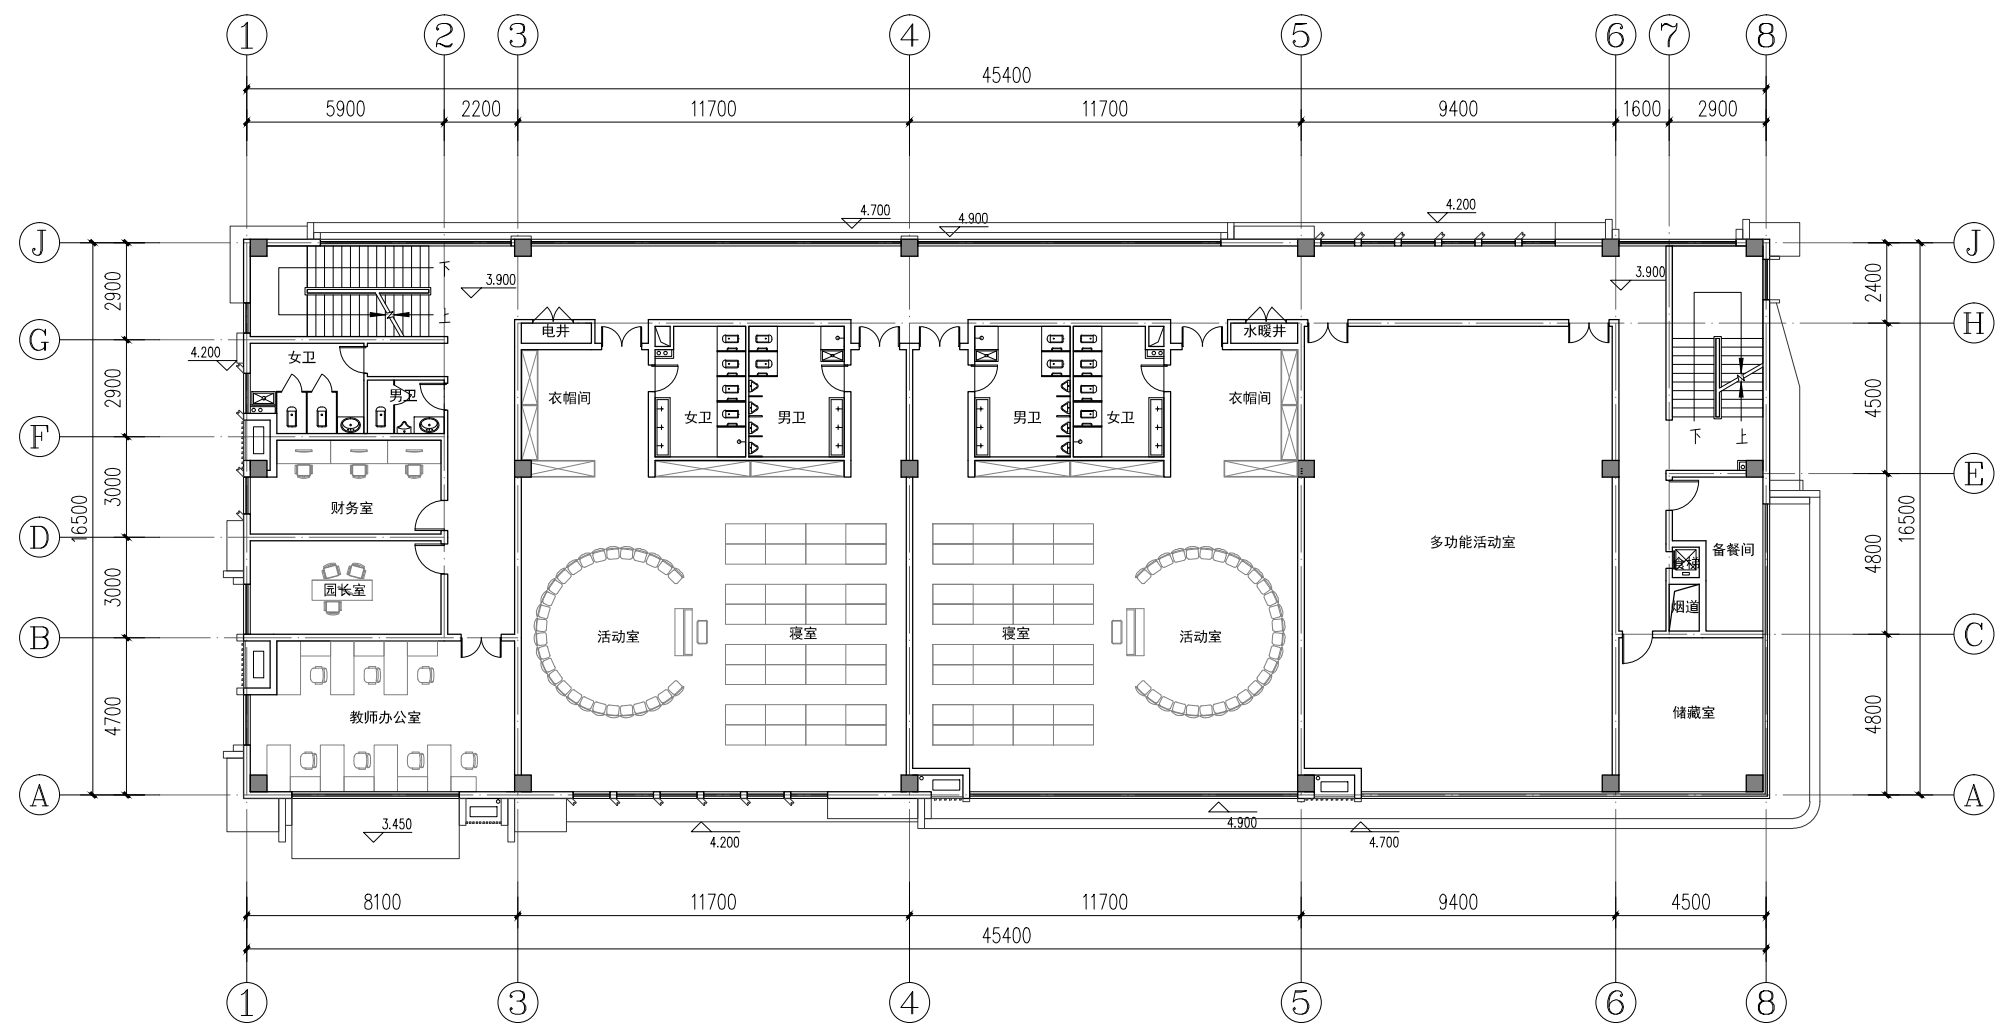 1 2 3 4 5 6 7 8
45400
5900 2200 11700 11700 9400 1600 2900
4.700 4.900 4.200
J J
下 3.900 3.900
2900 2400
上
电井 水暖井
G H
4.200 女卫
2900 男卫 衣帽间 女卫 男卫 男卫 女卫 衣帽间 4500
F 下 上
E
3000 财务室
16500 16500
D 多功能活动室 备餐间 4800
食梯
3000 园长室 烟道
B 活动室 寝室 寝室 活动室 C
4700 教师办公室 储藏室 4800
A A
3.450 4.200 4.900 4.700
8100 11700 11700 9400 4500
45400
1 3 4 5 6 8